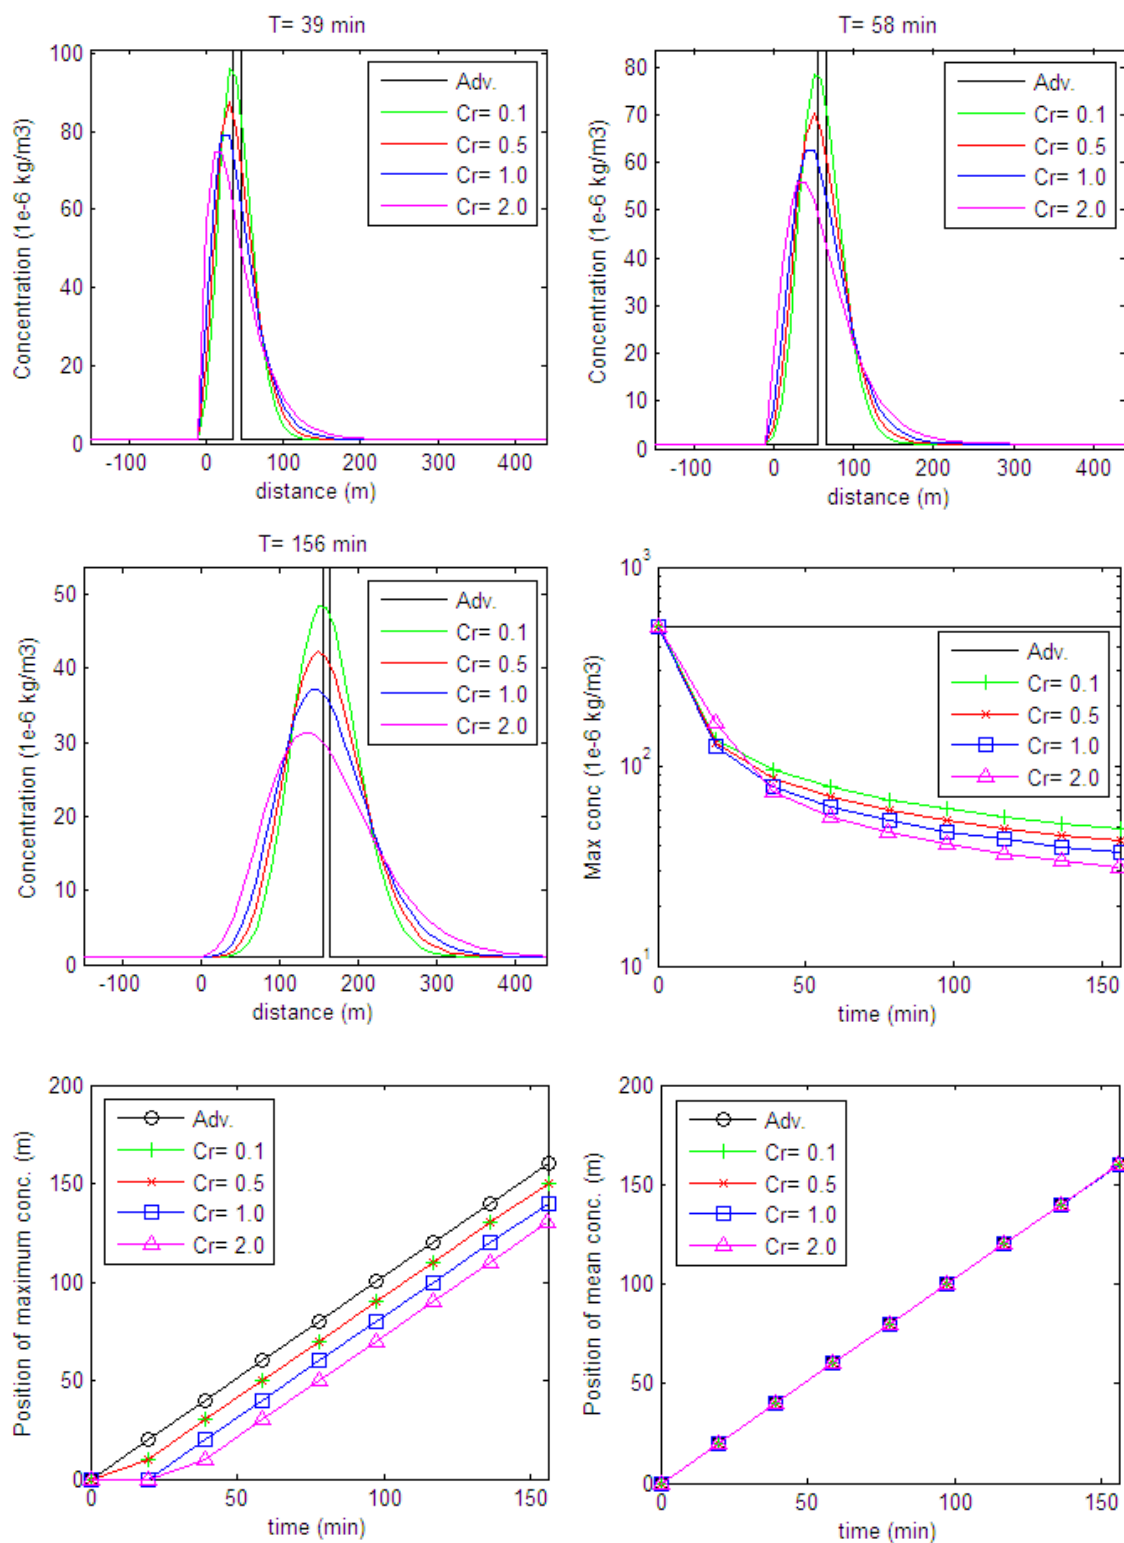 T= 39 min
Concentration (1e-6 kg/m3)
100
80
60
40
20
0
-100 0 100 200 300 400
distance (m)
Adv.
Cr= 0.1
Cr= 0.5
Cr= 1.0
Cr= 2.0
T= 58 min
Concentration (1e-6 kg/m3)
80
70
60
50
40
30
20
10
0
-100 0 100 200 300 400
distance (m)
Adv.
Cr= 0.1
Cr= 0.5
Cr= 1.0
Cr= 2.0
T= 156 min
Concentration (1e-6 kg/m3)
50
40
30
20
10
0
-100 0 100 200 300 400
distance (m)
Adv.
Cr= 0.1
Cr= 0.5
Cr= 1.0
Cr= 2.0
Max conc (1e-6 kg/m3)
10^3
10^2
10^1
0 50 100 150
time (min)
Adv.
Cr= 0.1
Cr= 0.5
Cr= 1.0
Cr= 2.0
Position of maximum conc. (m)
200
150
100
50
0
0 50 100 150
time (min)
Adv.
Cr= 0.1
Cr= 0.5
Cr= 1.0
Cr= 2.0
Position of mean conc. (m)
200
150
100
50
0
0 50 100 150
time (min)
Adv.
Cr= 0.1
Cr= 0.5
Cr= 1.0
Cr= 2.0